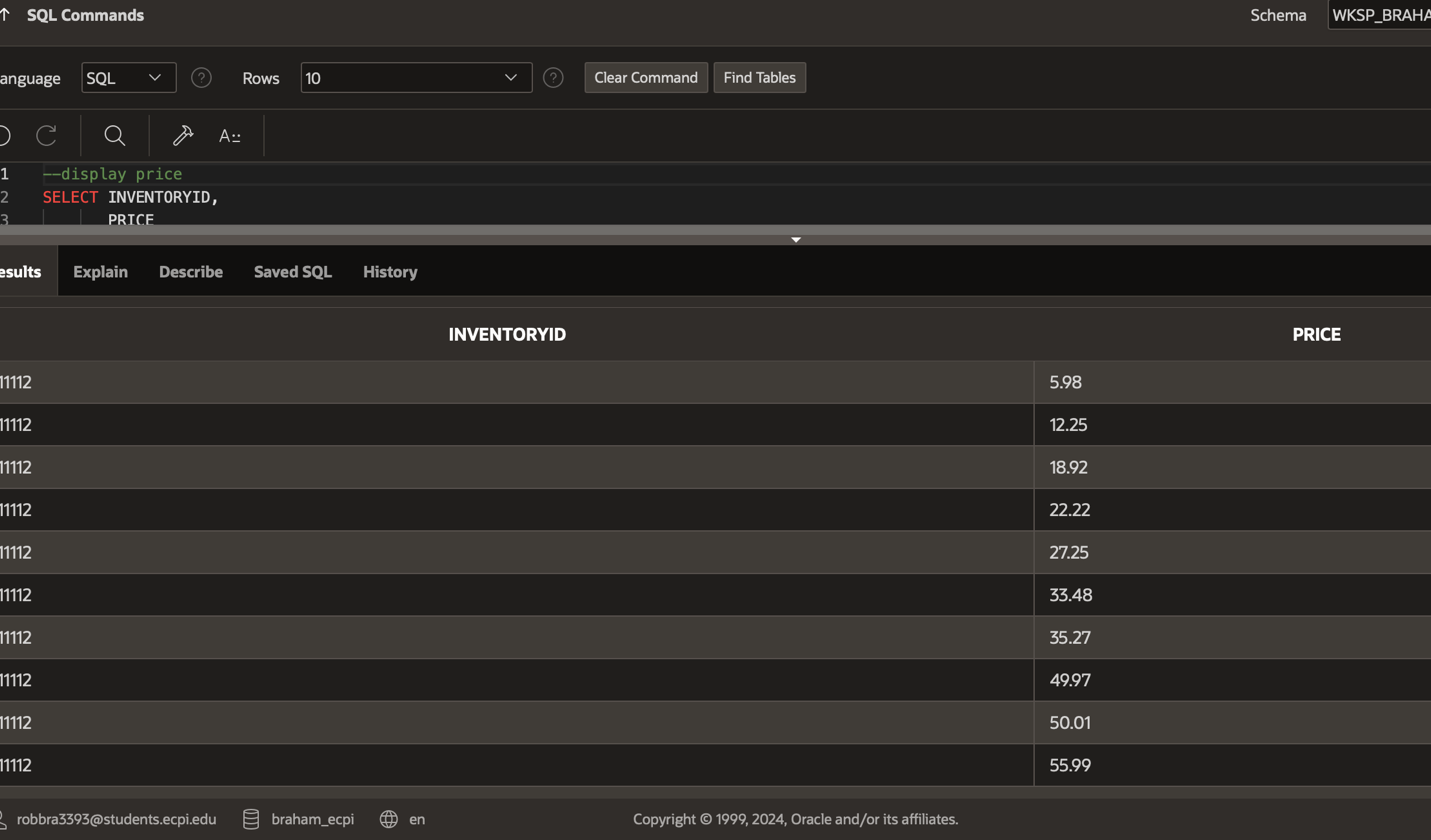 SQL Commands Schema WKSP_BRAHA
anguage SQL Rows 10 Clear Command Find Tables
A::
1 --display price
2 SELECT INVENTORYID,
3 PRICE
esults Explain Describe Saved SQL History
INVENTORYID PRICE
11112 5.98
11112 12.25
11112 18.92
11112 22.22
11112 27.25
11112 33.48
11112 35.27
11112 49.97
11112 50.01
11112 55.99
robbra3393@students.ecpi.edu braham_ecpi en Copyright © 1999, 2024, Oracle and/or its affiliates.